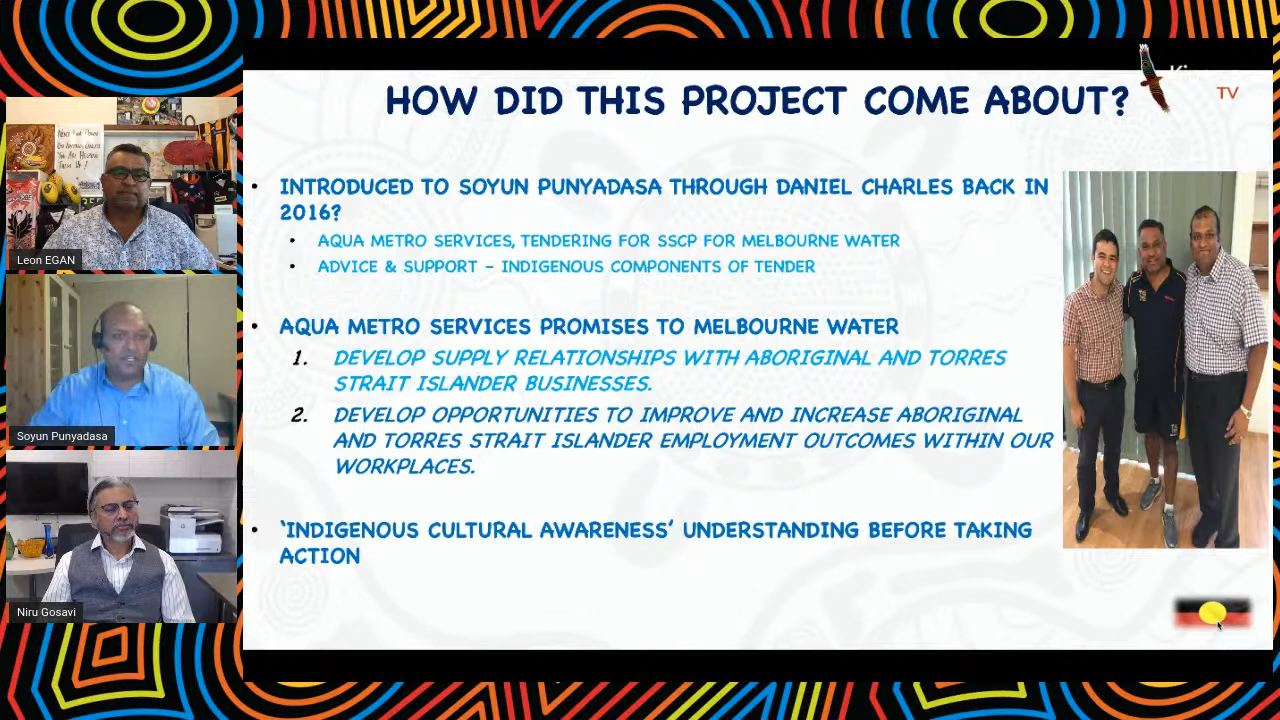 HOW DID THIS PROJECT COME ABOUT?
TV
• INTRODUCED TO SOYUN PUNYADASA THROUGH DANIEL CHARLES BACK IN
2016?
• AQUA METRO SERVICES, TENDERING FOR SSCP FOR MELBOURNE WATER
• ADVICE & SUPPORT – INDIGENOUS COMPONENTS OF TENDER
• AQUA METRO SERVICES PROMISES TO MELBOURNE WATER
1. DEVELOP SUPPLY RELATIONSHIPS WITH ABORIGINAL AND TORRES
STRAIT ISLANDER BUSINESSES.
2. DEVELOP OPPORTUNITIES TO IMPROVE AND INCREASE ABORIGINAL
AND TORRES STRAIT ISLANDER EMPLOYMENT OUTCOMES WITHIN OUR
WORKPLACES.
• ‘INDIGENOUS CULTURAL AWARENESS’ UNDERSTANDING BEFORE TAKING
ACTION
Leon EGAN
Soyun Punyadasa
Niru Gosavi